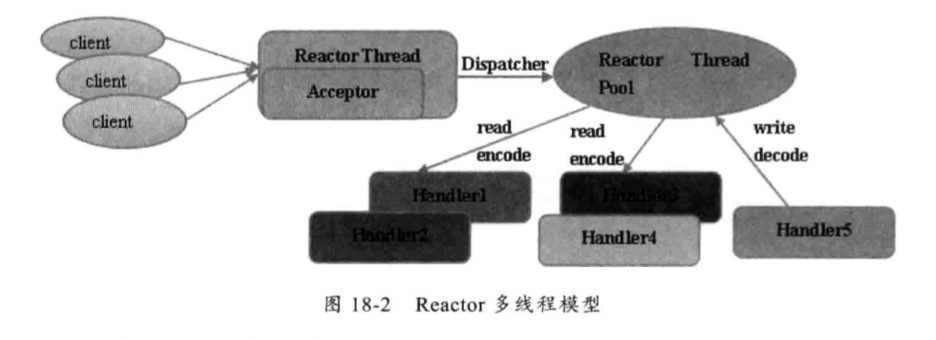 client
client
client
Reactor Thread
Acceptor
Dispatcher
Reactor Thread
Pool
read
encode
read
encode
write
decode
Handler1
Handler2
Handler3
Handler4
Handler5
图 18-2 Reactor 多线程模型